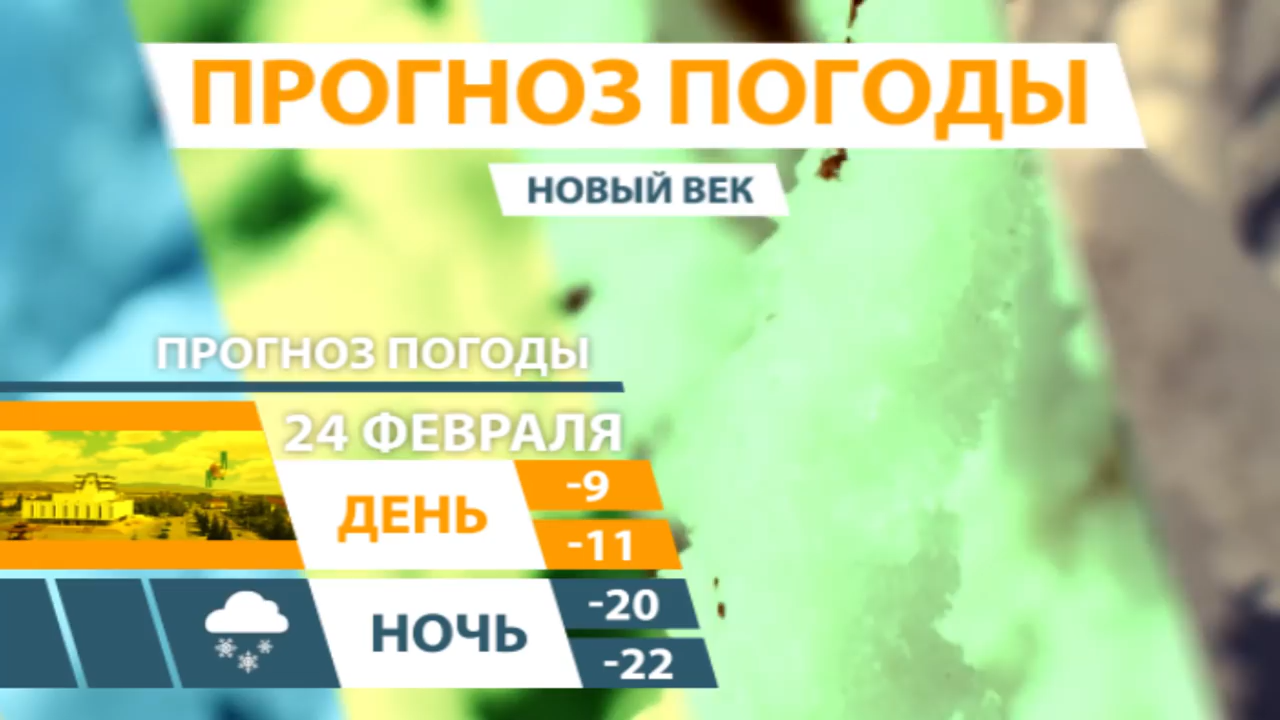 ПРОГНОЗ ПОГОДЫ
НОВЫЙ ВЕК
ПРОГНОЗ ПОГОДЫ
24 ФЕВРАЛЯ
ДЕНЬ
-9
-11
НОЧЬ
-20
-22